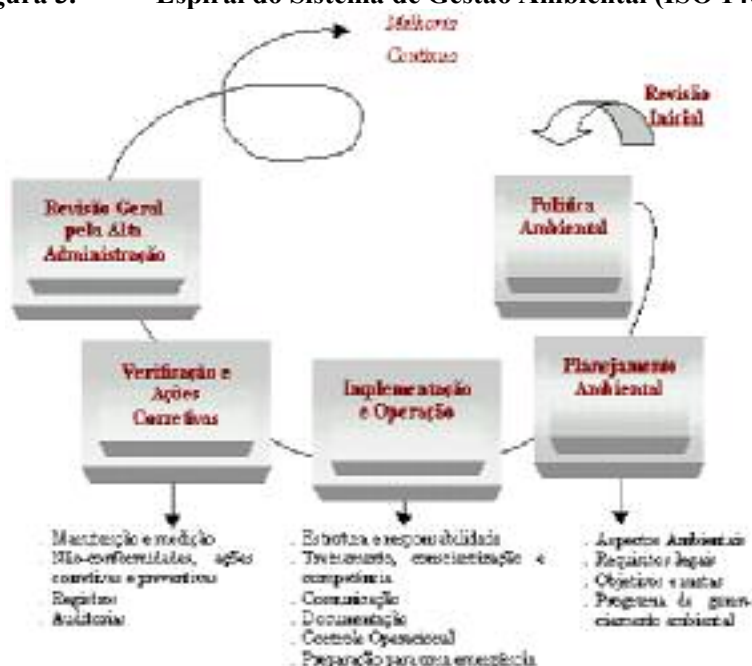 Espiral do Sistema de Gestão Ambiental (ISO
Melhoria
Contínua
Revisão
Inicial
Revisão Geral
pela Alta
Administração
Política
Ambiental
Verificação e
Ações
Corretivas
Implementação
e Operação
Planejamento
Ambiental
. Monitoração e medição
. Não-conformidades, ações
corretivas e preventivas
. Registros
. Auditorias
. Estrutura e responsabilidade
. Treinamento, conscientização e
competência
. Comunicação
. Documentação
. Controle Operacional
. Preparação para uma emergência
. Aspectos Ambientais
. Requisitos legais
. Objetivos e metas
. Programa de geren-
ciamento ambiental